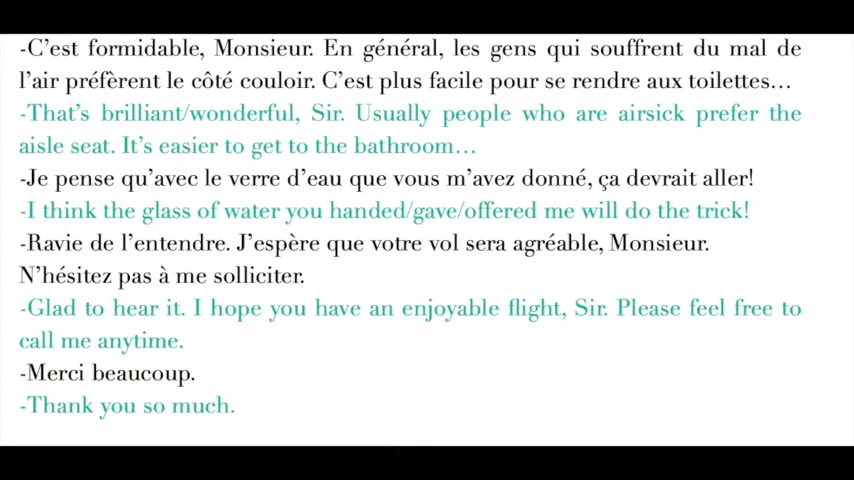 -C’est formidable, Monsieur. En général, les gens qui souffrent du mal de
l’air préfèrent le côté couloir. C’est plus facile pour se rendre aux toilettes…
-That’s brilliant/wonderful, Sir. Usually people who are airsick prefer the
aisle seat. It’s easier to get to the bathroom…
-Je pense qu’avec le verre d’eau que vous m’avez donné, ça devrait aller!
-I think the glass of water you handed/gave/offered me will do the trick!
-Ravie de l’entendre. J’espère que votre vol sera agréable, Monsieur.
N’hésitez pas à me solliciter.
-Glad to hear it. I hope you have an enjoyable flight, Sir. Please feel free to
call me anytime.
-Merci beaucoup.
-Thank you so much.